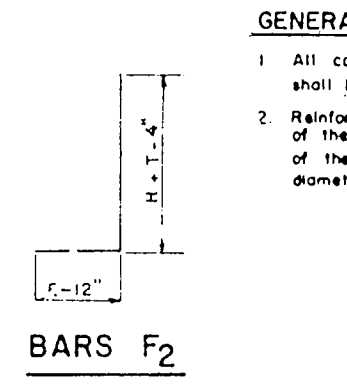 GENERA
1 All co
shall
2. Reinfor
of the
of the
diamet
H + T - 4"
-12"
BARS F2